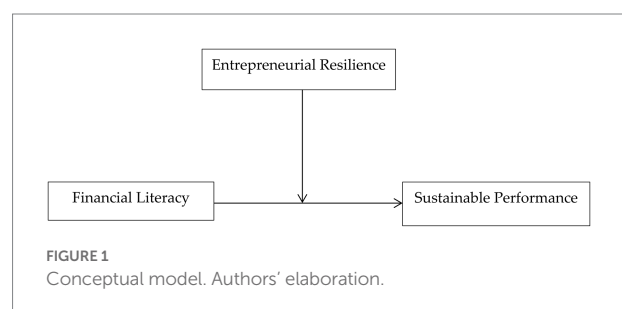 Entrepreneurial Resilience
Financial Literacy
Sustainable Performance
FIGURE 1
Conceptual model. Authors’ elaboration.